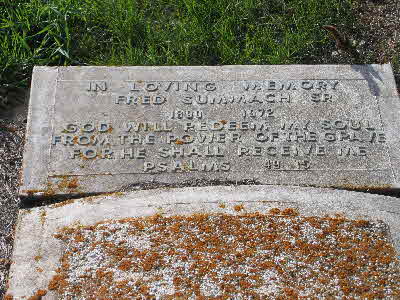 IN LOVING MEMORY
FRED SUMMACH SR
1890 1972
GOD WILL REDEEM MY SOUL
FROM THE POWER OF THE GRAVE
FOR HE SHALL RECEIVE ME
PSALMS 49 15